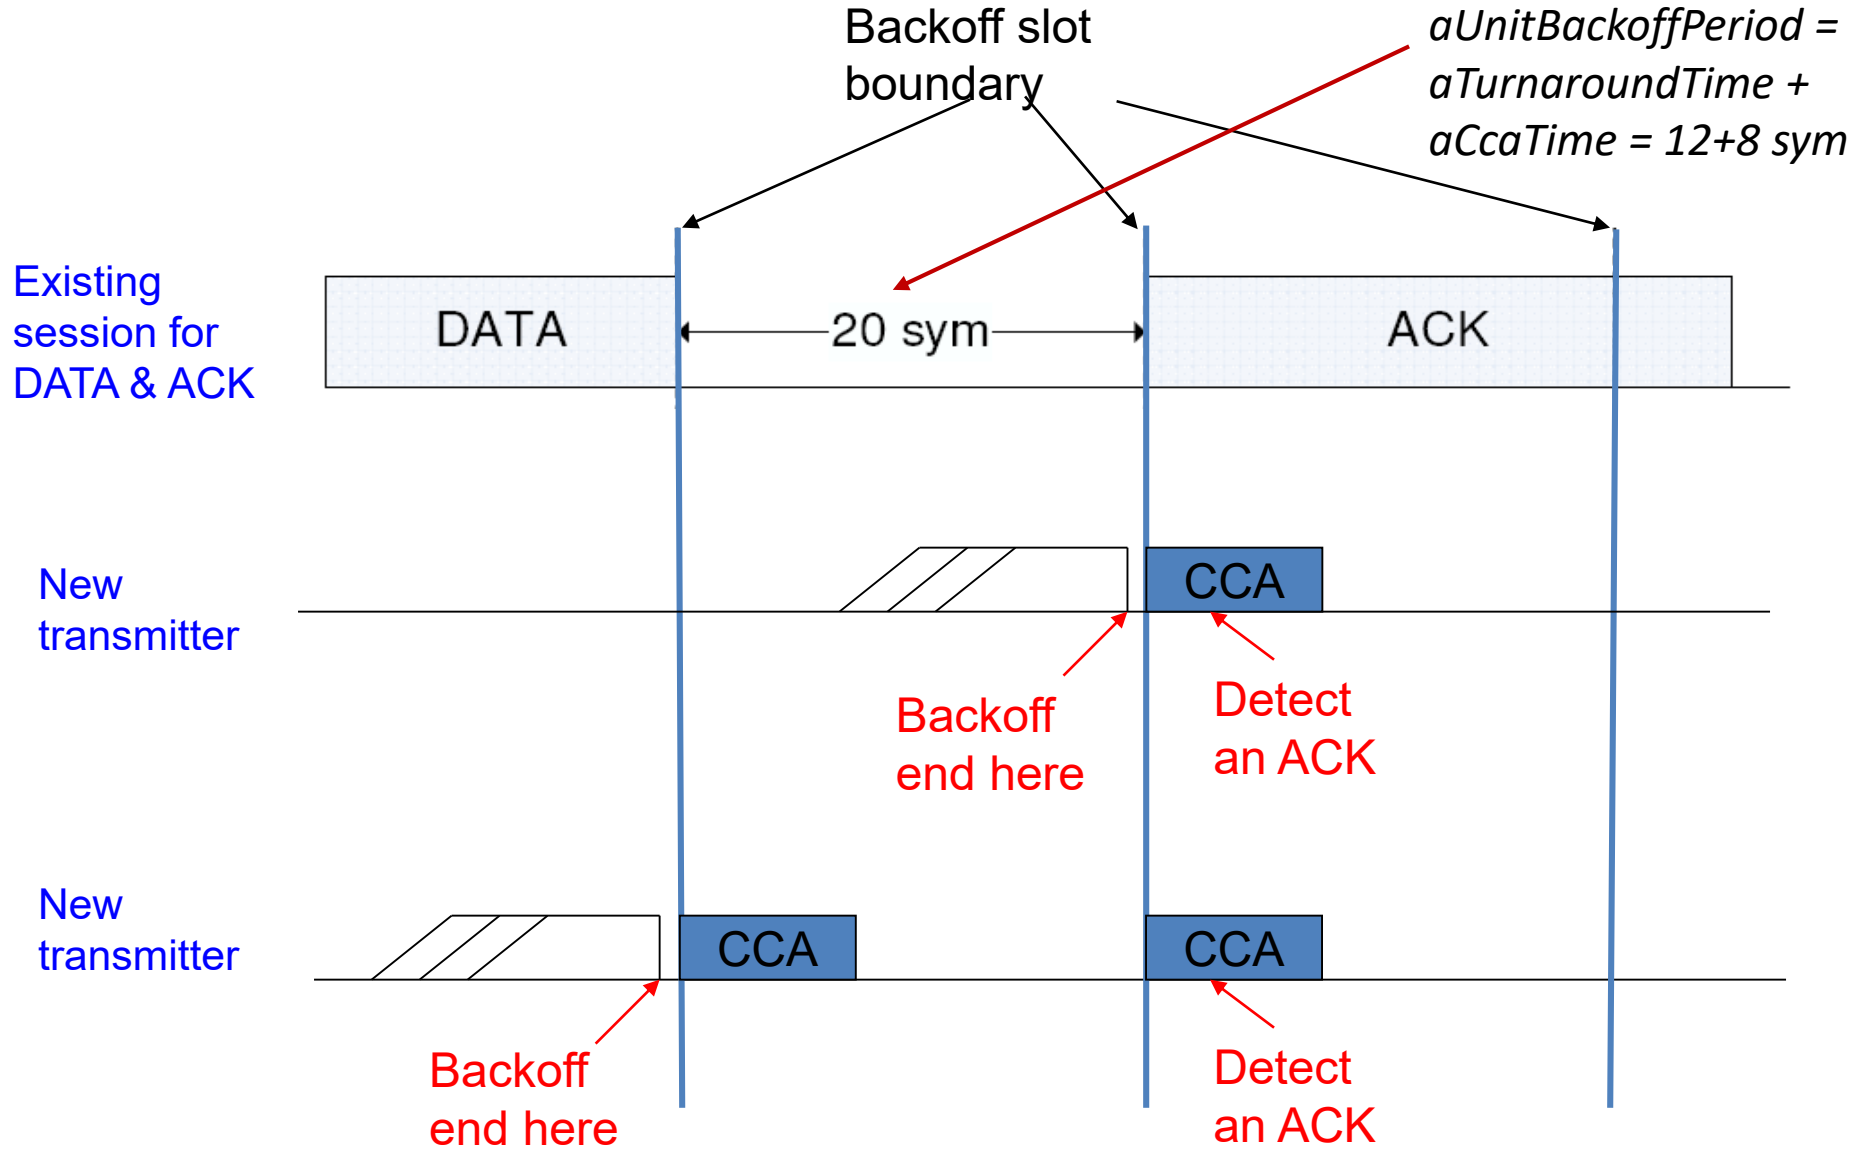 Backoff slot
boundary
aUnitBackoffPeriod =
aTurnaroundTime +
aCcaTime = 12+8 sym
Existing
session for
DATA & ACK
DATA
20 sym
ACK
New
transmitter
CCA
Backoff
end here
Detect
an ACK
New
transmitter
CCA
CCA
Backoff
end here
Detect
an ACK